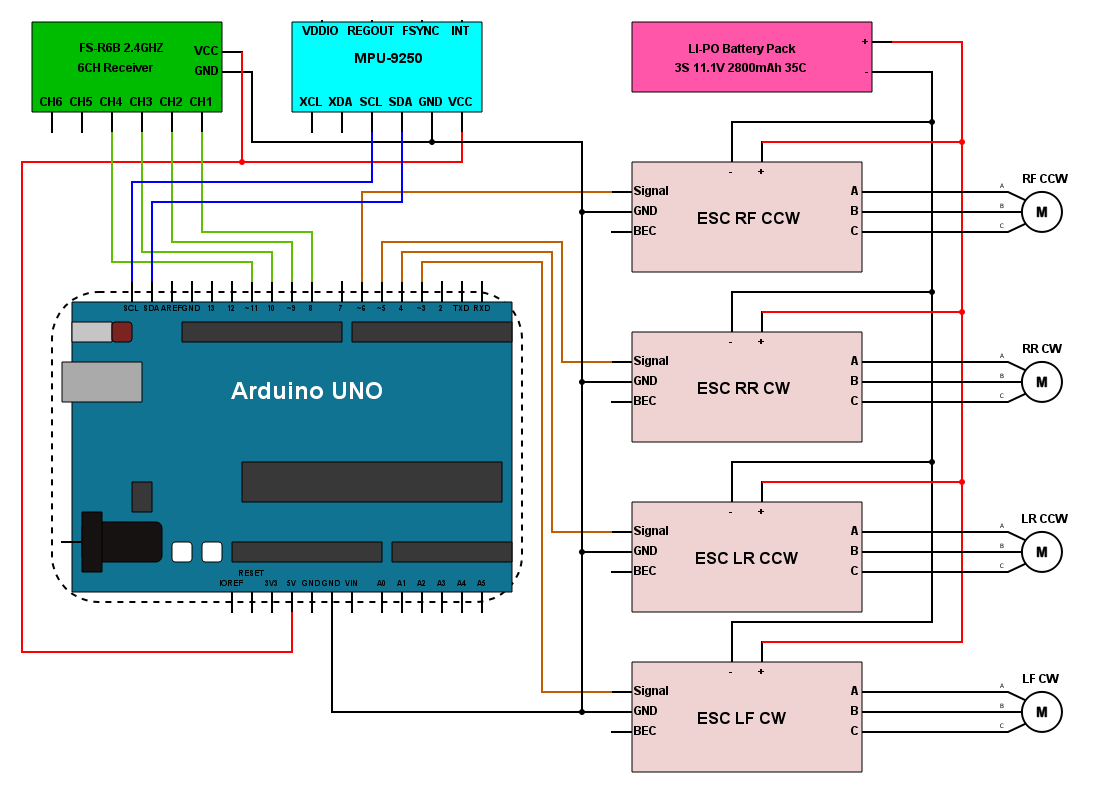 FS-R6B 2.4GHZ
6CH Receiver
VCC
GND
CH6 CH5 CH4 CH3 CH2 CH1
VDDIO REGOUT FSYNC INT
MPU-9250
XCL XDA SCL SDA GND VCC
LI-PO Battery Pack
3S 11.1V 2800mAh 35C
+
-
- +
Signal
GND
BEC
ESC RF CCW
A
B
C
A
B
C
RF CCW
M
- +
Signal
GND
BEC
ESC RR CW
A
B
C
A
B
C
RR CW
M
- +
Signal
GND
BEC
ESC LR CCW
A
B
C
A
B
C
LR CCW
M
- +
Signal
GND
BEC
ESC LF CW
A
B
C
A
B
C
LF CW
M
SCL SDA AREF GND 13 12 ~11 10 ~9 8 7 ~6 ~5 4 ~3 2 TXD RXD
Arduino UNO
RESET
IOREF 3V3 5V GND GND VIN A0 A1 A2 A3 A4 A5